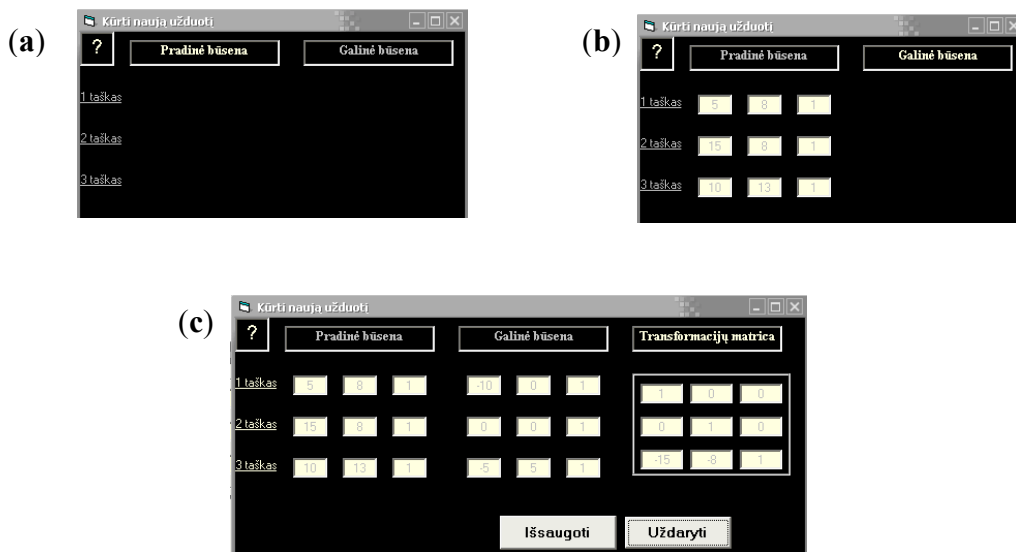 (a)
Kūrti naują užduotį
? Pradinė būsena Galinė būsena
1 taškas
2 taškas
3 taškas
(b)
Kūrti naują užduotį
? Pradinė būsena Galinė būsena
1 taškas 5 8 1
2 taškas 15 8 1
3 taškas 10 13 1
(c)
Kūrti naują užduotį
? Pradinė būsena Galinė būsena Transformacijų matrica
1 taškas 5 8 1 -10 0 1 1 0 0
2 taškas 15 8 1 0 0 1 0 1 0
3 taškas 10 13 1 -5 5 1 -15 -8 1
Išsaugoti Uždaryti